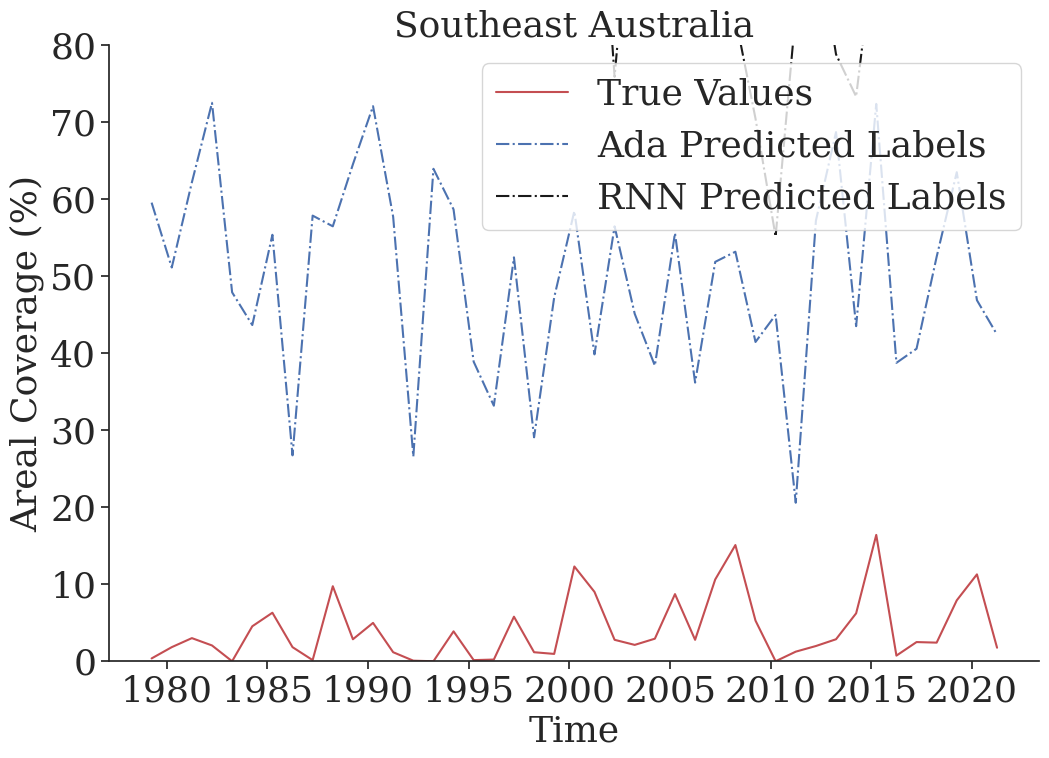 Southeast Australia
80
70
60
50
40
30
20
10
0
Areal Coverage (%)
True Values
Ada Predicted Labels
RNN Predicted Labels
1980 1985 1990 1995 2000 2005 2010 2015 2020
Time